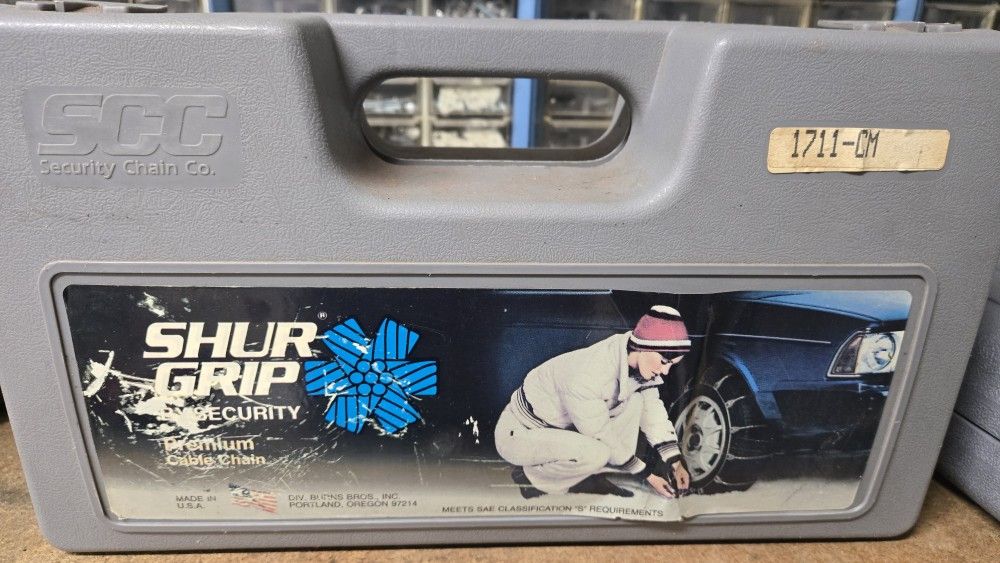 SCC
Security Chain Co.
1711-CM
SHUR
GRIP
®
BY SECURITY
Premium
Cable Chain
MADE IN
U.S.A.
DIV. BURNS BROS., INC.
PORTLAND, OREGON 97214
MEETS SAE CLASSIFICATION "S" REQUIREMENTS